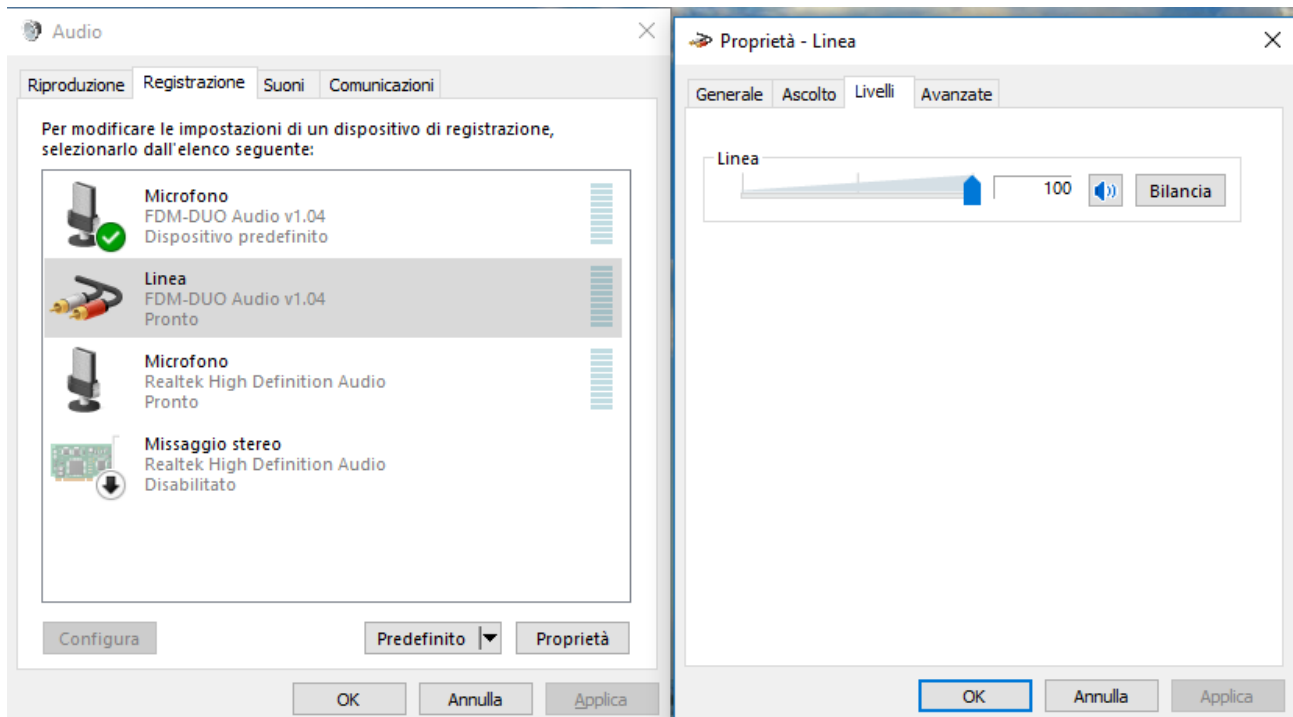 Audio
Riproduzione Registrazione Suoni Comunicazioni
Per modificare le impostazioni di un dispositivo di registrazione,
selezionarlo dall'elenco seguente:
Microfono
FDM-DUO Audio v1.04
Dispositivo predefinito
Linea
FDM-DUO Audio v1.04
Pronto
Microfono
Realtek High Definition Audio
Pronto
Missaggio stereo
Realtek High Definition Audio
Disabilitato
Configura Predefinito Proprietà
OK Annulla Applica
Proprietà - Linea
Generale Ascolto Livelli Avanzate
Linea
100 Bilancia
OK Annulla Applica